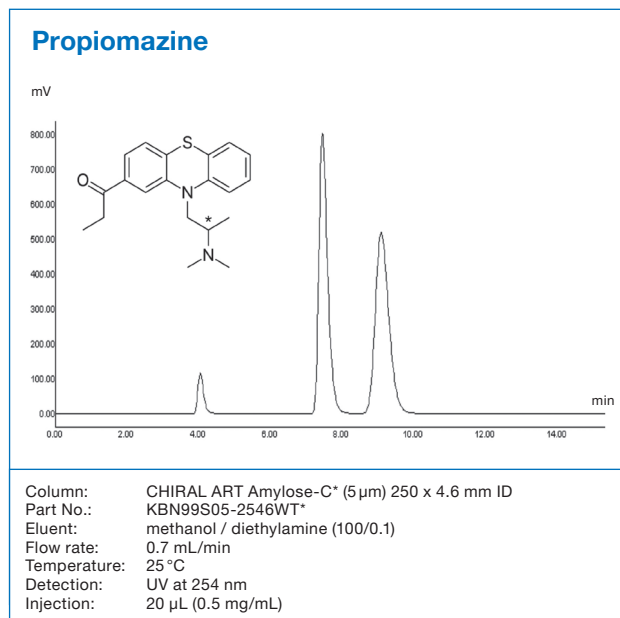 Propiomazine
mV
800.00
700.00
600.00
500.00
400.00
300.00
200.00
100.00
0.00
S
O
N
*
N
min
0.00 2.00 4.00 6.00 8.00 10.00 12.00 14.00
Column: CHIRAL ART Amylose-C* (5 µm) 250 x 4.6 mm ID
Part No.: KBN99S05-2546WT*
Eluent: methanol / diethylamine (100/0.1)
Flow rate: 0.7 mL/min
Temperature: 25 °C
Detection: UV at 254 nm
Injection: 20 µL (0.5 mg/mL)